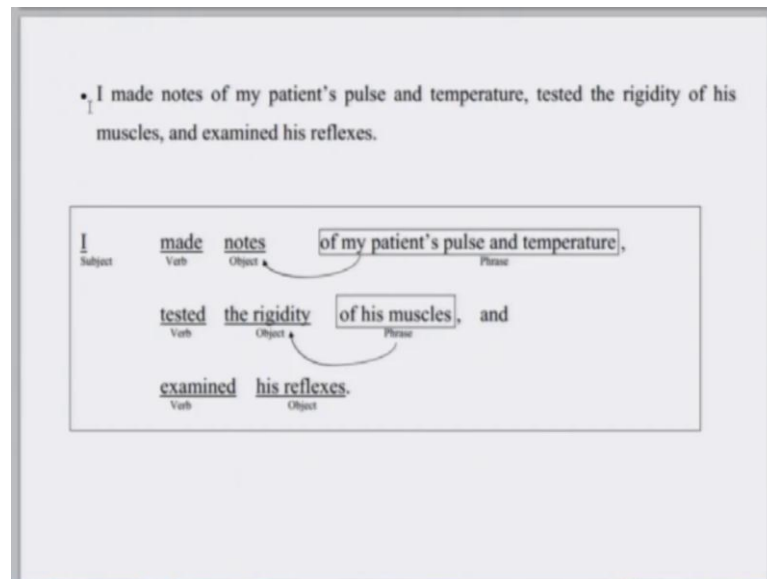 • I made notes of my patient's pulse and temperature, tested the rigidity of his
muscles, and examined his reflexes.
I made notes of my patient's pulse and temperature,
Subject Verb Object Phrase
tested the rigidity of his muscles, and
Verb Object Phrase
examined his reflexes.
Verb Object